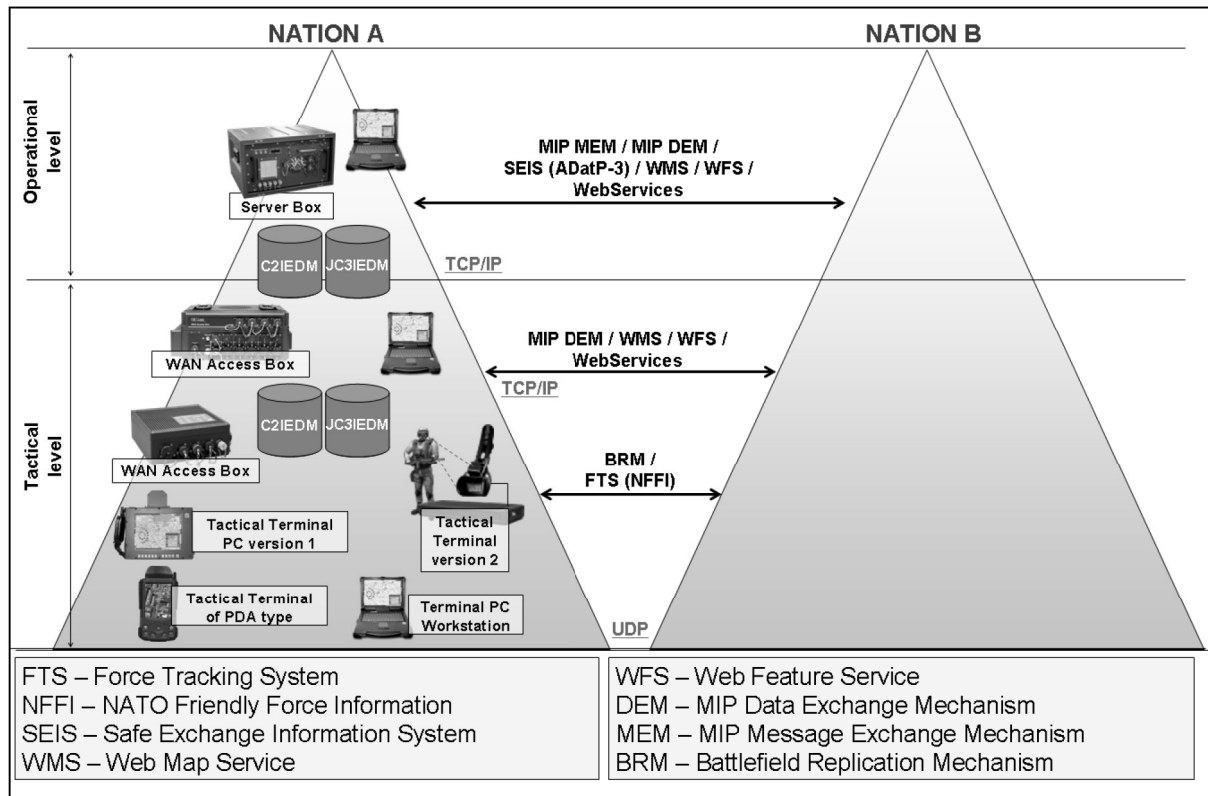 NATION A
NATION B
Operational level
MIP MEM / MIP DEM /
SEIS (ADatP-3) / WMS / WFS /
WebServices
Server Box
C2IEDM
JC3IEDM
TCP/IP
Tactical level
MIP DEM / WMS / WFS /
WebServices
WAN Access Box
TCP/IP
C2IEDM
JC3IEDM
WAN Access Box
BRM /
FTS (NFFI)
Tactical Terminal
PC version 1
Tactical
Terminal
version 2
Tactical Terminal
of PDA type
Terminal PC
Workstation
UDP
FTS – Force Tracking System
NFFI – NATO Friendly Force Information
SEIS – Safe Exchange Information System
WMS – Web Map Service
WFS – Web Feature Service
DEM – MIP Data Exchange Mechanism
MEM – MIP Message Exchange Mechanism
BRM – Battlefield Replication Mechanism